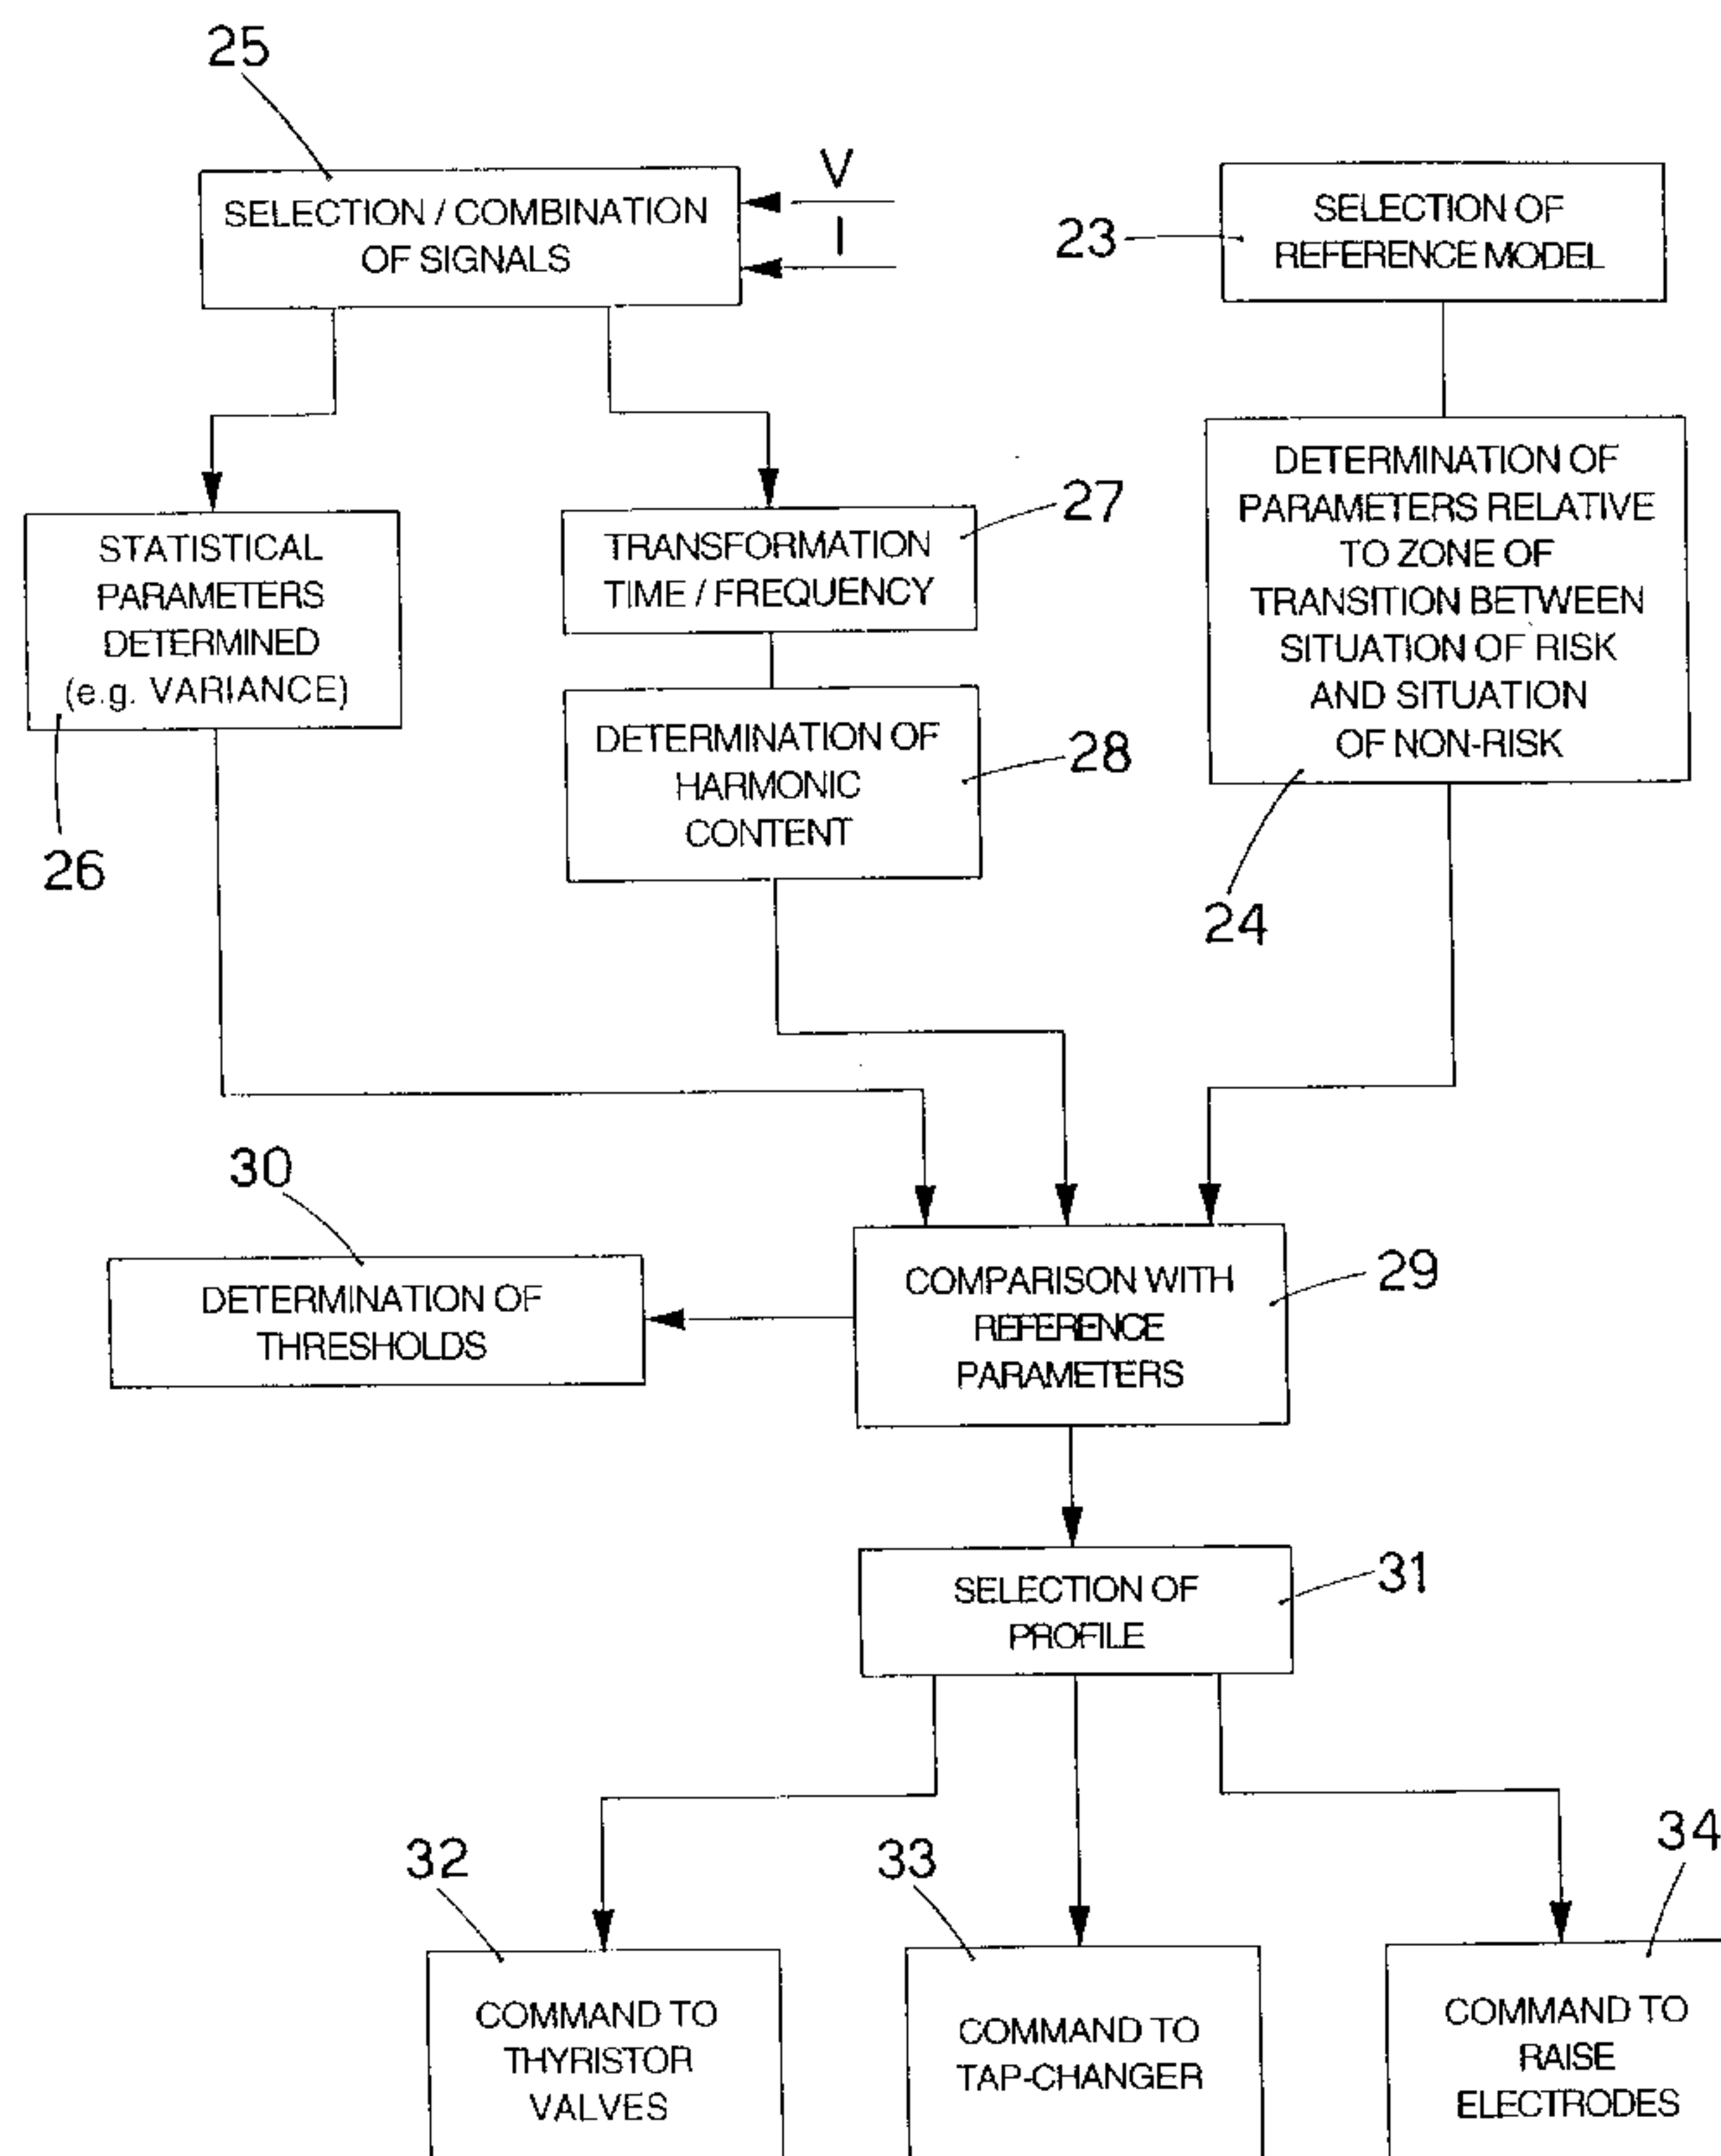 25
V
I
SELECTION / COMBINATION
OF SIGNALS
23
SELECTION OF
REFERENCE MODEL
STATISTICAL
PARAMETERS
DETERMINED
(e.g. VARIANCE)
26
27
TRANSFORMATION
TIME / FREQUENCY
DETERMINATION OF
HARMONIC
CONTENT
28
DETERMINATION OF
PARAMETERS RELATIVE
TO ZONE OF
TRANSITION BETWEEN
SITUATION OF RISK
AND SITUATION
OF NON-RISK
24
30
DETERMINATION OF
THRESHOLDS
COMPARISON WITH
REFERENCE
PARAMETERS
29
SELECTION OF
PROFILE
31
32
COMMAND TO
THYRISTOR
VALVES
33
COMMAND TO
TAP-CHANGER
34
COMMAND TO
RAISE
ELECTRODES